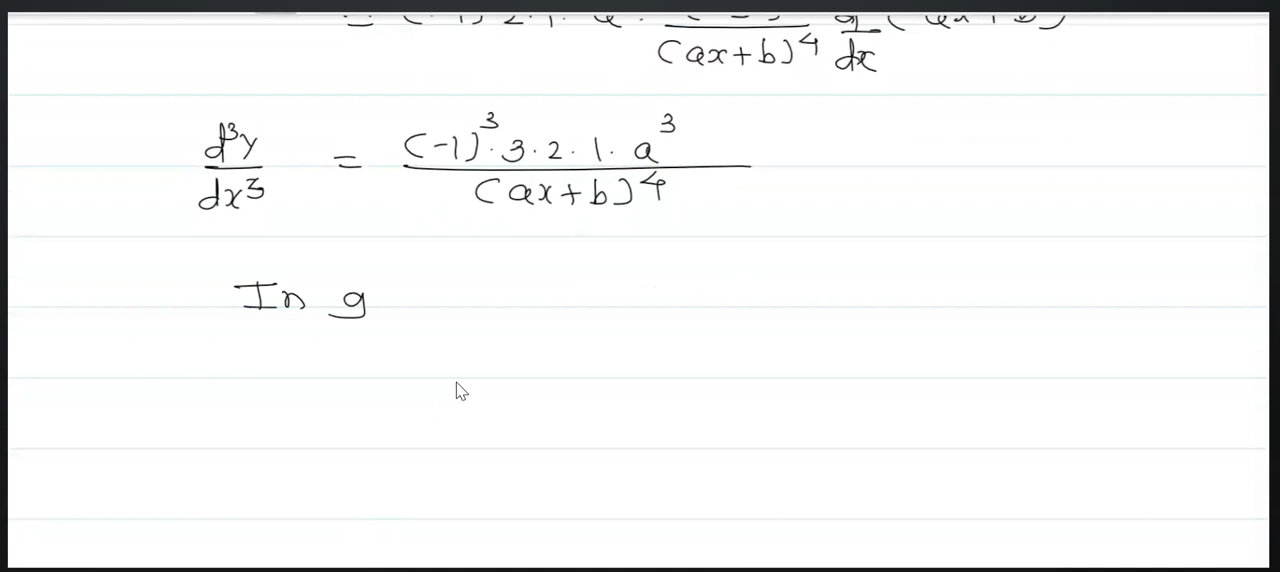 (ax+b)⁴ dx
d³y/dx³ = (-1)³·3·2·1·a³/(ax+b)⁴
In g